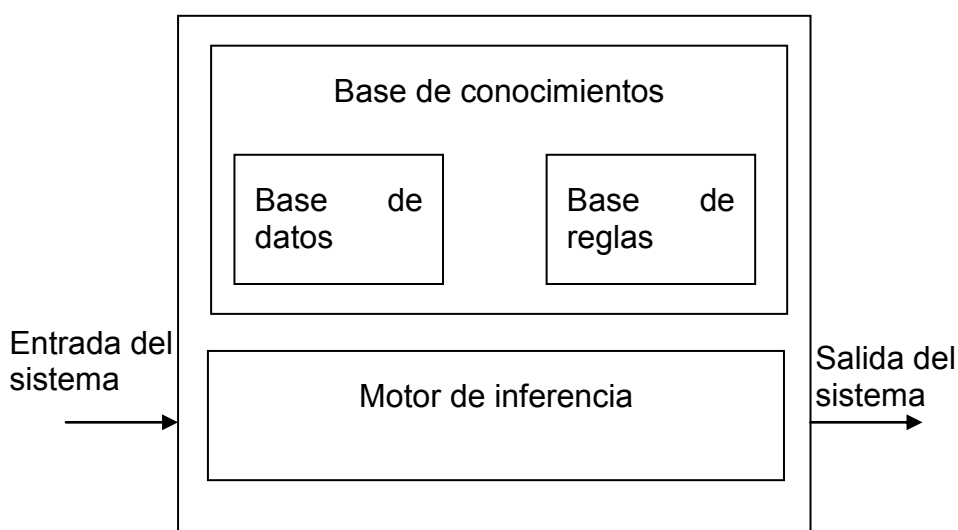 Base de conocimientos
Base de
datos
Base de
reglas
Entrada del
sistema
Motor de inferencia
Salida del
sistema